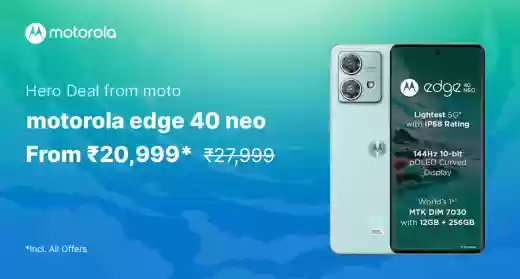 motorola
Hero Deal from moto
motorola edge 40 neo
From ₹20,999* ₹27,999
*Incl. All Offers
edge 40 NEO
Lightest 5G*
with IP68 Rating
144Hz 10-bit
pOLED Curved
Display
World's 1st
MTK DIM 7030
with 12GB + 256GB